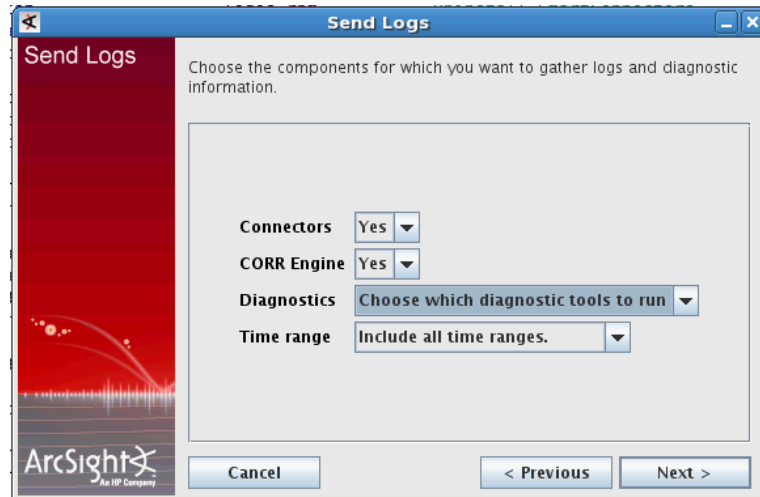 Send Logs
Send Logs
Choose the components for which you want to gather logs and diagnostic
information.
Connectors Yes
CORR Engine Yes
Diagnostics Choose which diagnostic tools to run
Time range Include all time ranges.
ArcSight
An HP Company
Cancel < Previous Next >